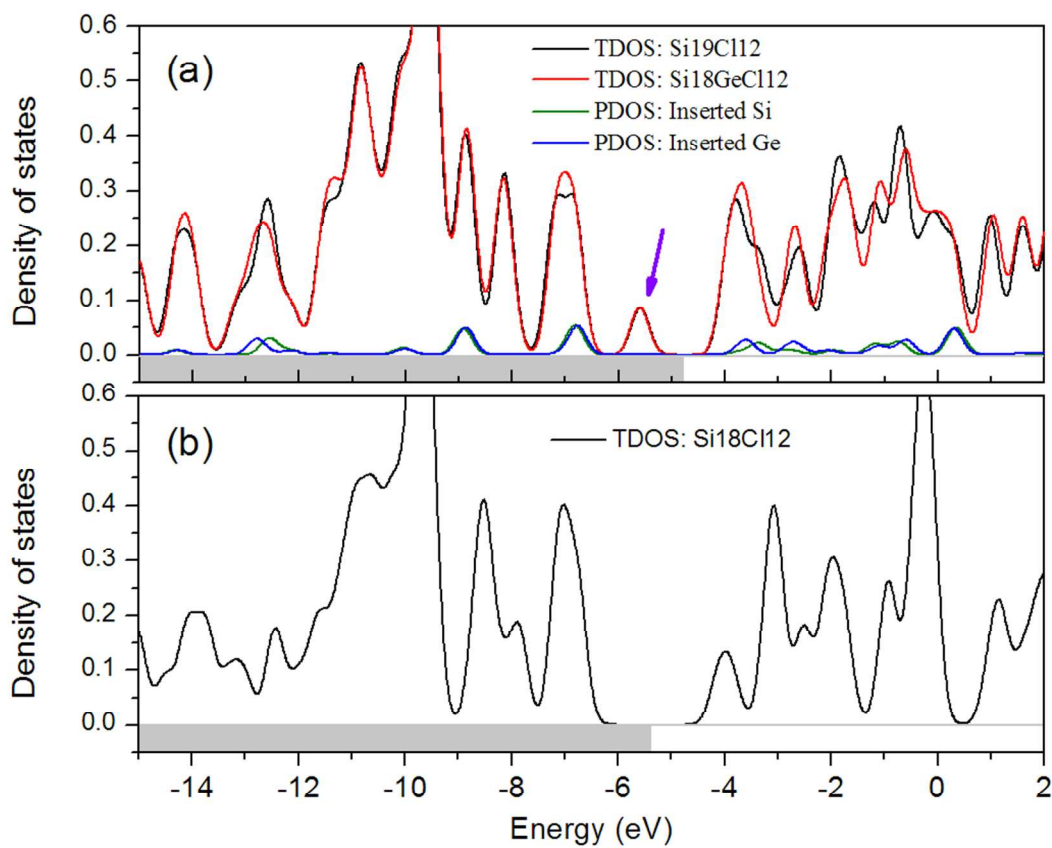 0.6
0.5
0.4
0.3
0.2
0.1
0.0
Density of states
(a)
TDOS: Si19Cl12
TDOS: Si18GeCl12
PDOS: Inserted Si
PDOS: Inserted Ge
0.6
0.5
0.4
0.3
0.2
0.1
0.0
Density of states
(b)
TDOS: Si18Cl12
-14 -12 -10 -8 -6 -4 -2 0 2
Energy (eV)